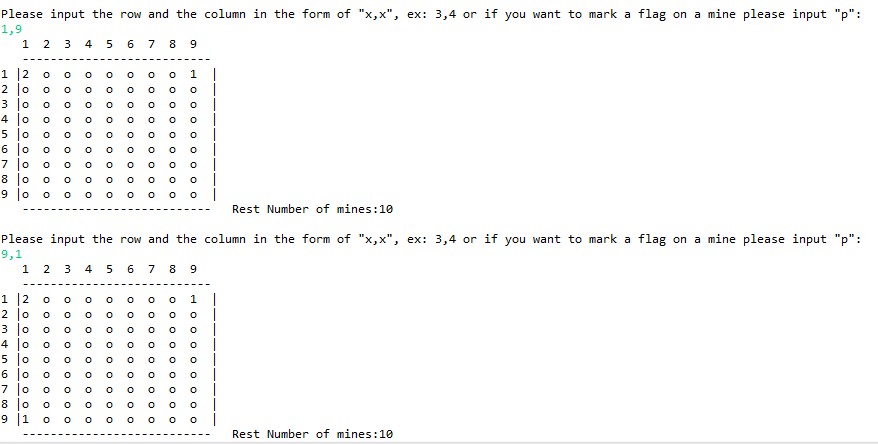 Please input the row and the column in the form of "x,x", ex: 3,4 or if you want to mark a flag on a mine please input "p":
1,9
   1  2  3  4  5  6  7  8  9
   ---------------------------
1 |2  o  o  o  o  o  o  o  1  |
2 |o  o  o  o  o  o  o  o  o  |
3 |o  o  o  o  o  o  o  o  o  |
4 |o  o  o  o  o  o  o  o  o  |
5 |o  o  o  o  o  o  o  o  o  |
6 |o  o  o  o  o  o  o  o  o  |
7 |o  o  o  o  o  o  o  o  o  |
8 |o  o  o  o  o  o  o  o  o  |
9 |o  o  o  o  o  o  o  o  o  |
   ---------------------------   Rest Number of mines:10
Please input the row and the column in the form of "x,x", ex: 3,4 or if you want to mark a flag on a mine please input "p":
9,1
   1  2  3  4  5  6  7  8  9
   ---------------------------
1 |2  o  o  o  o  o  o  o  1  |
2 |o  o  o  o  o  o  o  o  o  |
3 |o  o  o  o  o  o  o  o  o  |
4 |o  o  o  o  o  o  o  o  o  |
5 |o  o  o  o  o  o  o  o  o  |
6 |o  o  o  o  o  o  o  o  o  |
7 |o  o  o  o  o  o  o  o  o  |
8 |o  o  o  o  o  o  o  o  o  |
9 |1  o  o  o  o  o  o  o  o  |
   ---------------------------   Rest Number of mines:10